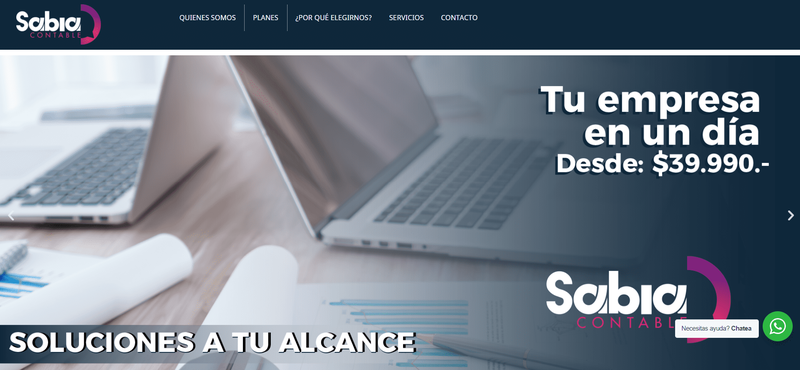 Sabia
CONTABLE
QUIENES SOMOS
PLANES
¿POR QUÉ ELEGIRNOS?
SERVICIOS
CONTACTO
Tu empresa
en un día
Desde: $39.990.-
Sabia
CONTABLE
Necesitas ayuda? Chatea
SOLUCIONES A TU ALCANCE